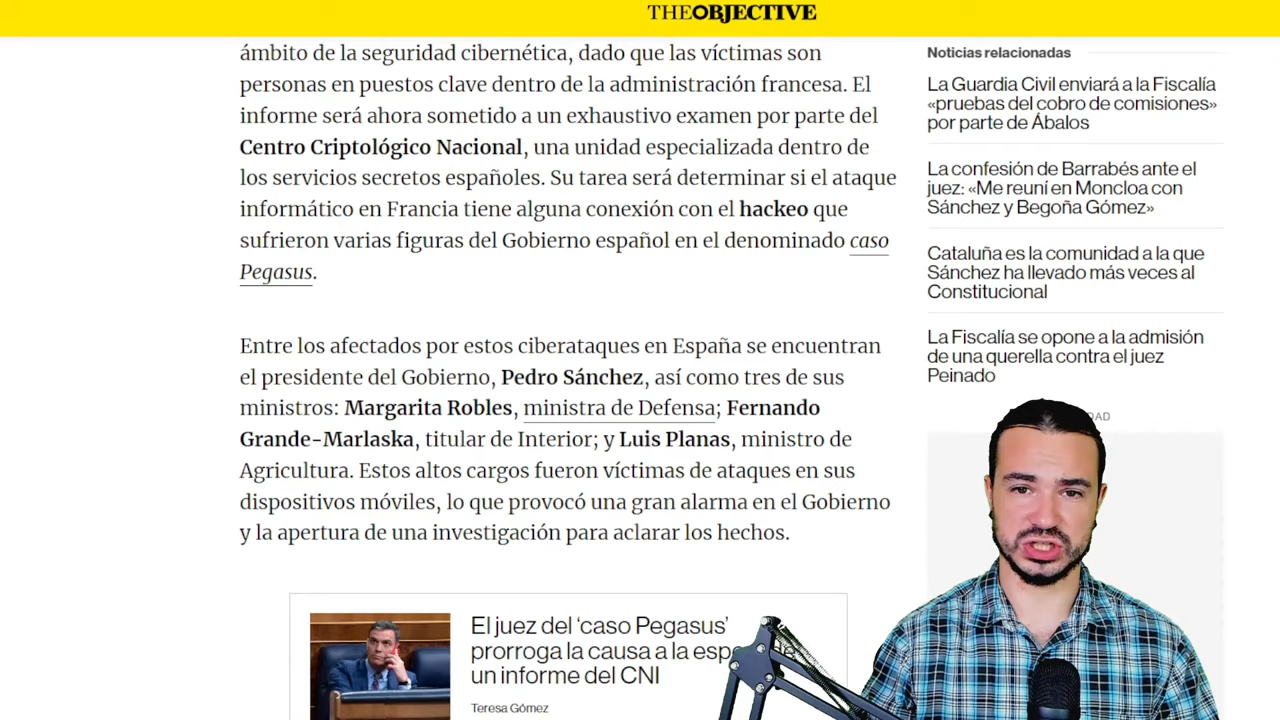 THEOBJECTIVE
ámbito de la seguridad cibernética, dado que las víctimas son
personas en puestos clave dentro de la administración francesa. El
informe será ahora sometido a un exhaustivo examen por parte del
Centro Criptológico Nacional, una unidad especializada dentro de
los servicios secretos españoles. Su tarea será determinar si el ataque
informático en Francia tiene alguna conexión con el hackeo que
sufrieron varias figuras del Gobierno español en el denominado caso
Pegasus.
Entre los afectados por estos ciberataques en España se encuentran
el presidente del Gobierno, Pedro Sánchez, así como tres de sus
ministros: Margarita Robles, ministra de Defensa; Fernando
Grande-Marlaska, titular de Interior; y Luis Planas, ministro de
Agricultura. Estos altos cargos fueron víctimas de ataques en sus
dispositivos móviles, lo que provocó una gran alarma en el Gobierno
y la apertura de una investigación para aclarar los hechos.
El juez del ‘caso Pegasus’
prorroga la causa a la
un informe del CNI
Teresa Gómez
Noticias relacionadas
La Guardia Civil enviará a la Fiscalía
«pruebas del cobro de comisiones»
por parte de Ábalos
La confesión de Barrabés ante el
juez: «Me reuní en Moncloa con
Sánchez y Begoña Gómez»
Cataluña es la comunidad a la que
Sánchez ha llevado más veces al
Constitucional
La Fiscalía se opone a la admisión
de una querella contra el juez
Peinado